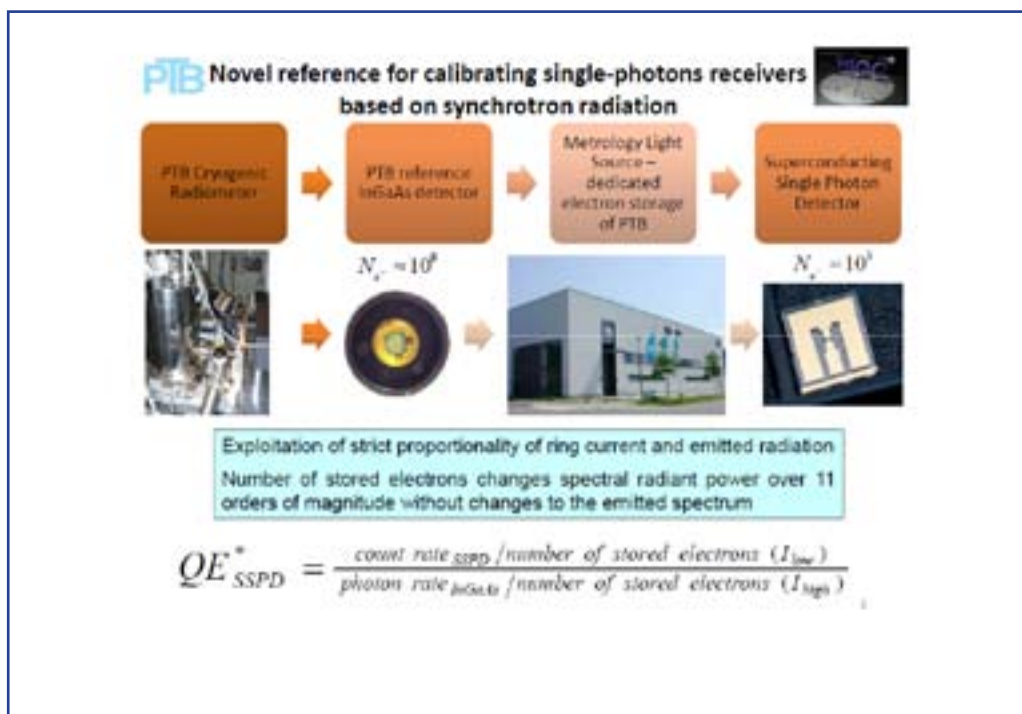 PTB
Novel reference for calibrating single-photons receivers
based on synchrotron radiation
PTB Cryogenic
Radiometer
PTB reference
InGaAs detector
Metrology Light
Source –
dedicated
electron storage
of PTB
Superconducting
Single Photon
Detector
Exploitation of strict proportionality of ring current and emitted radiation
Number of stored electrons changes spectral radiant power over 11
orders of magnitude without changes to the emitted spectrum
QE*SSPD = count rate SSPD/number of stored electrons (I low)
photon rate InGaAs/number of stored electrons (I high)